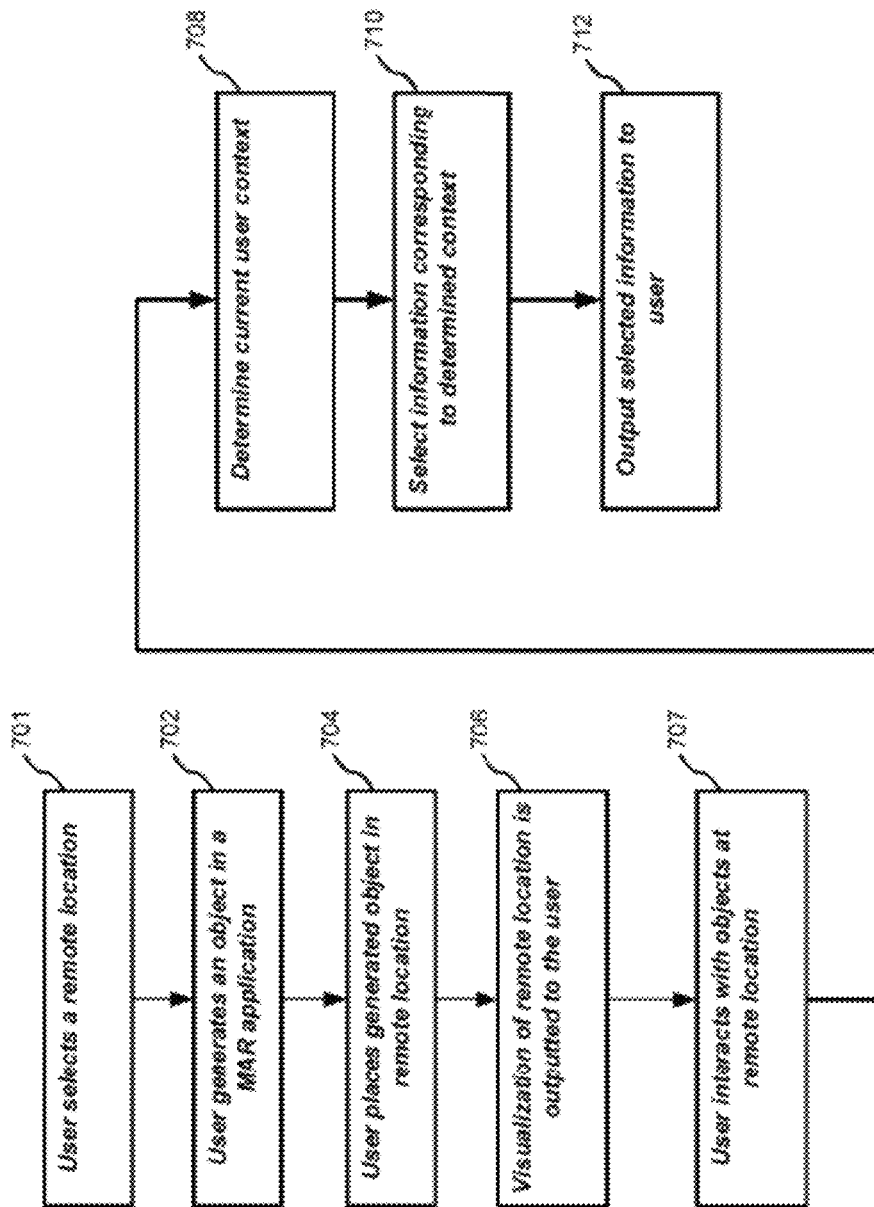 701
User selects a remote location
702
User generates an object in a
MAR application
704
User places generated object in
remote location
706
Visualization of remote location is
outputted to the user
707
User interacts with objects at
remote location
708
Determine current user context
710
Select information corresponding
to determined context
712
Output selected information to
user